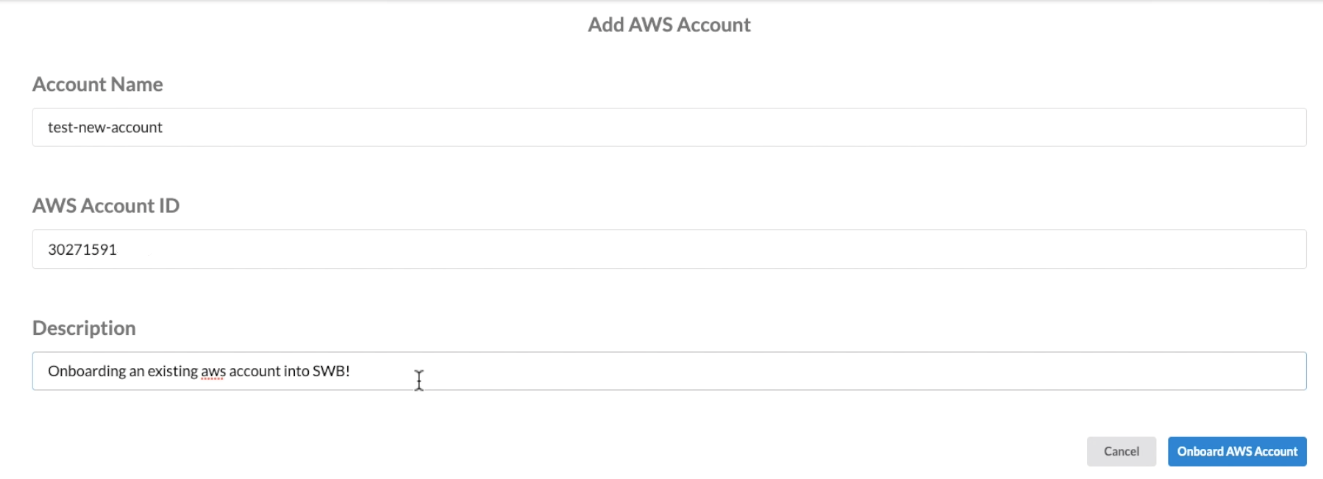 Add AWS Account
Account Name
test-new-account
AWS Account ID
30271591
Description
Onboarding an existing aws account into SWB!
Cancel
Onboard AWS Account